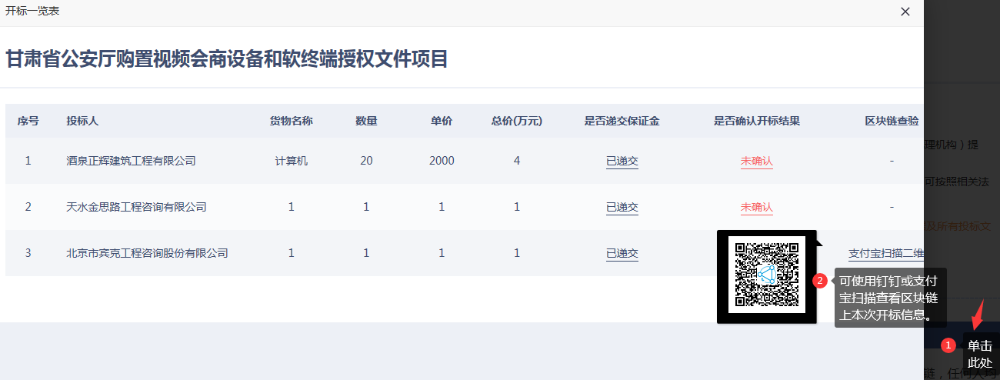 开标一览表
甘肃省公安厅购置视频会商设备和软终端授权文件项目
序号 投标人 货物名称 数量 单价 总价(万元) 是否递交保证金 是否确认开标结果 区块链查验
1 酒泉正辉建筑工程有限公司 计算机 20 2000 4 已递交 未确认 -
2 天水金思路工程咨询有限公司 1 1 1 1 已递交 未确认 -
3 北京市宾克工程咨询股份有限公司 1 1 1 1 已递交 支付宝扫描二维
理机构）提
可按照相关法
及所有投标文
2 可使用钉钉或支付
宝扫描查看区块链
上本次开标信息。
1 单击
此处
链，任何人均